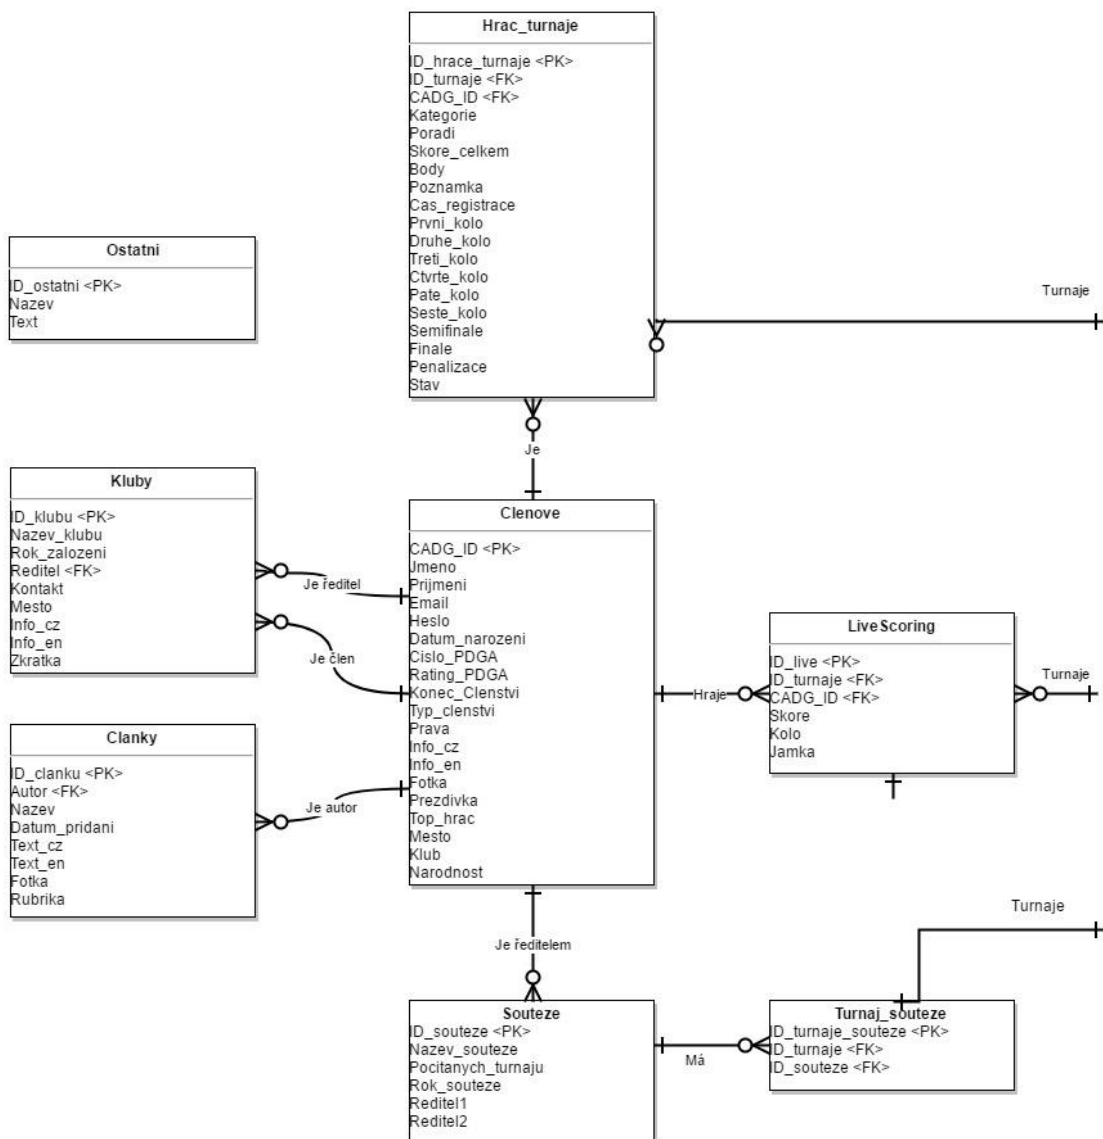 Hrac_turnaje
ID_hrace_turnaje <PK>
ID_turnaje <FK>
CADG_ID <FK>
Kategorie
Poradi
Skore_celkem
Body
Poznamka
Cas_registrace
Prvni_kolo
Druhe_kolo
Treti_kolo
Ctvrte_kolo
Pate_kolo
Seste_kolo
Semifinale
Finale
Penalizace
Stav
Turnaje
Ostatni
ID_ostatni <PK>
Nazev
Text
Je
Kluby
ID_klubu <PK>
Nazev_klubu
Rok_zalozeni
Reditel <FK>
Kontakt
Mesto
Info_cz
Info_en
Zkratka
Je ředitel
Je člen
Clenove
CADG_ID <PK>
Jmeno
Prijmeni
Email
Heslo
Datum_narozeni
Cislo_PDGA
Rating_PDGA
Konec_Clenstvi
Typ_clenstvi
Prava
Info_cz
Info_en
Fotka
Prezdivka
Top_hrac
Mesto
Klub
Narodnost
Hraje
LiveScoring
ID_live <PK>
ID_turnaje <FK>
CADG_ID <FK>
Skore
Kolo
Jamka
Turnaje
Clanky
ID_clanku <PK>
Autor <FK>
Nazev
Datum_pridani
Text_cz
Text_en
Fotka
Rubrika
Je autor
Je ředitelem
Turnaje
Souteze
ID_souteze <PK>
Nazev_souteze
Pocitanych_turnaju
Rok_souteze
Reditel1
Reditel2
Má
Turnaj_souteze
ID_turnaje_souteze <PK>
ID_turnaje <FK>
ID_souteze <FK>